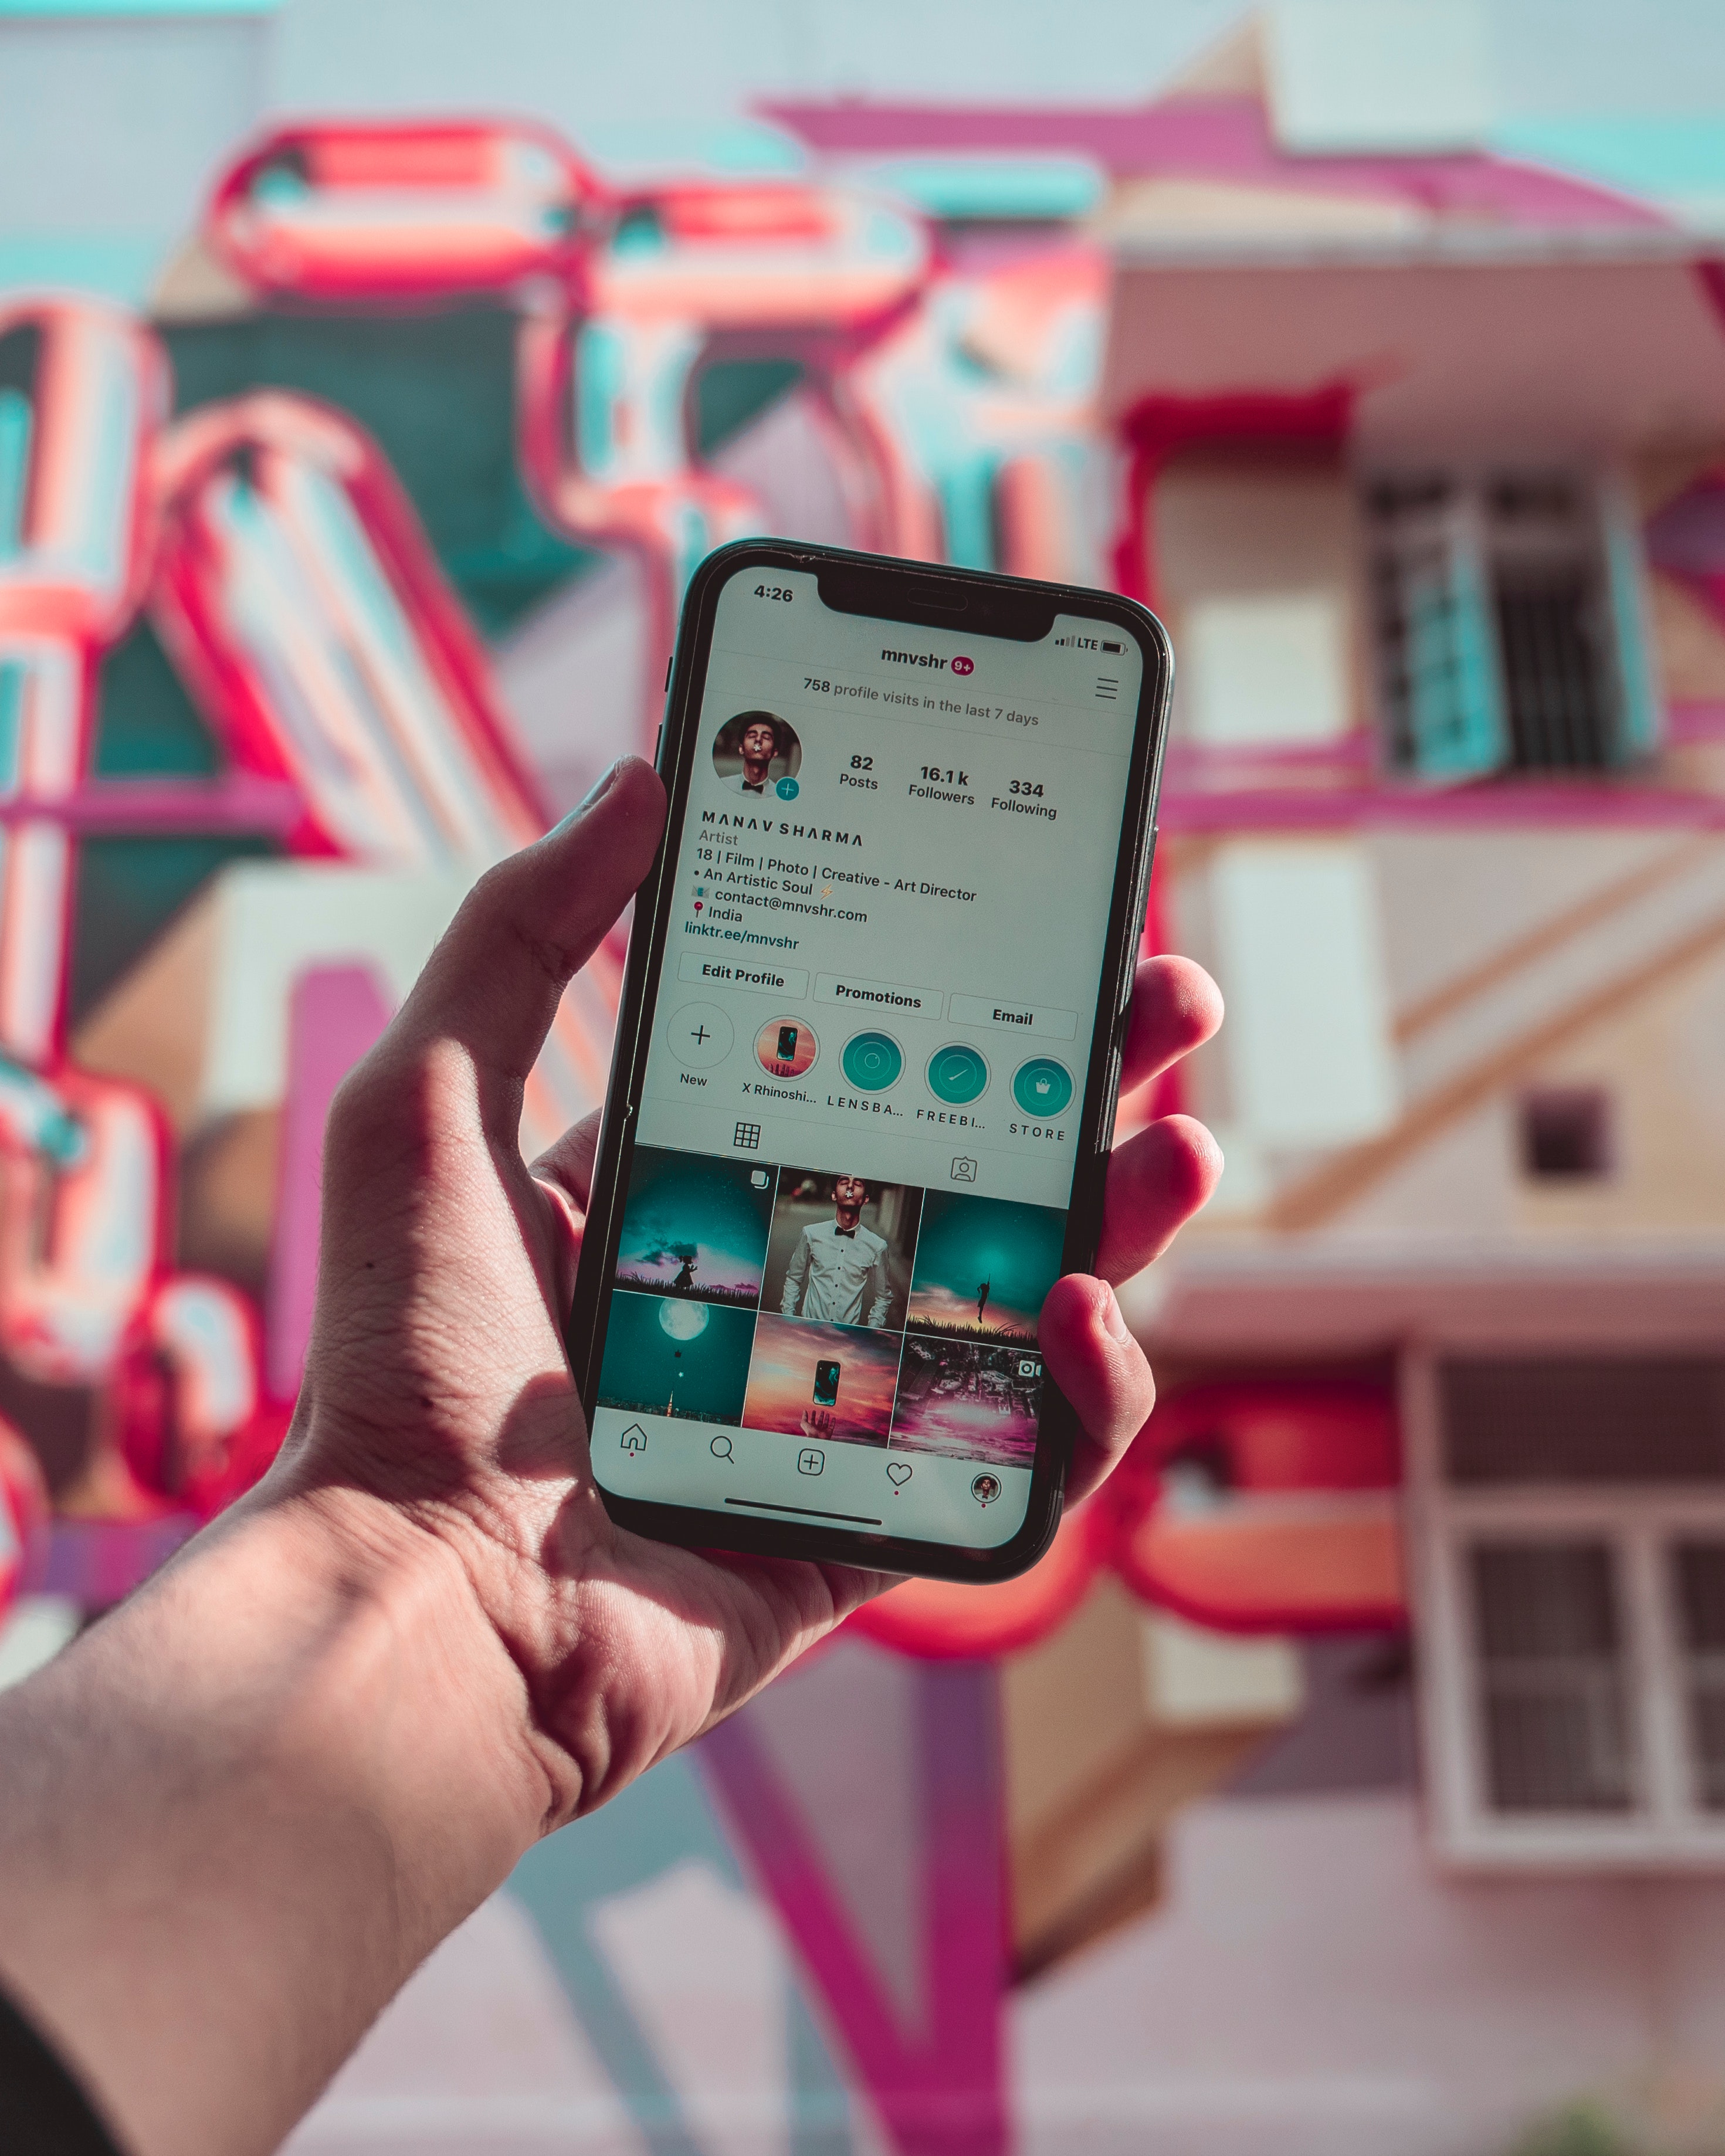 4:26
LTE
mnvshr 9+
758 profile visits in the last 7 days
82 16.1k 334
Posts Followers Following
MΛNΛV SHΛRMΛ
Artist
18 | Film | Photo | Creative - Art Director
• An Artistic Soul ⚡
📧 contact@mnvshr.com
📍 India
linktr.ee/mnvshr
Edit Profile Promotions Email
New X Rhinoshi... LENSBA... FREEBI... STORE